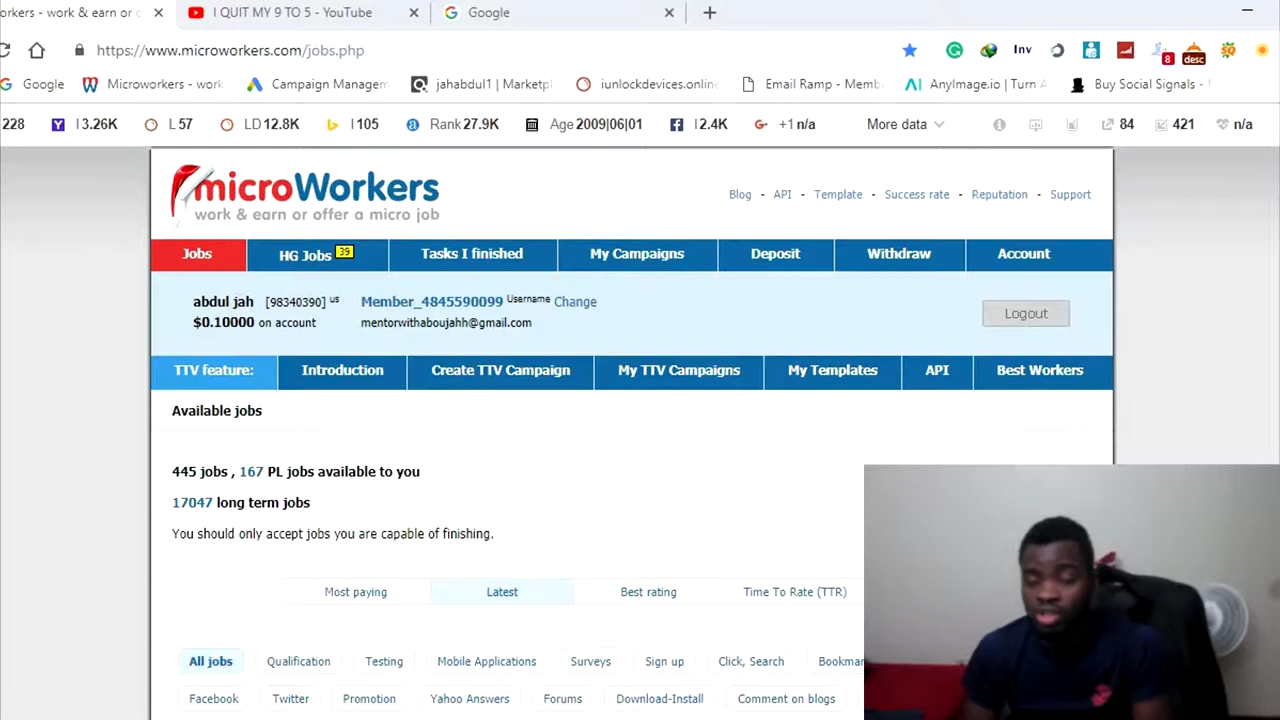 orkers - work & earn or o
I QUIT MY 9 TO 5 - YouTube
Google
https://www.microworkers.com/jobs.php
Inv
8
desc
Google
Microworkers - work
Campaign Managem
jahabdul1 | Marketpl
iunlockdevices.online
Email Ramp - Memb
AnyImage.io | Turn A
Buy Social Signals -
228
I 3.26K
L 57
LD 12.8K
I 105
Rank 27.9K
Age 2009|06|01
I 2.4K
+1 n/a
More data
84
421
n/a
microWorkers
work & earn or offer a micro job
Blog - API - Template - Success rate - Reputation - Support
Jobs
HG Jobs 39
Tasks I finished
My Campaigns
Deposit
Withdraw
Account
abdul jah [98340390] us
Member_4845590099 Username Change
$0.10000 on account
mentorwithaboujahh@gmail.com
Logout
TTV feature:
Introduction
Create TTV Campaign
My TTV Campaigns
My Templates
API
Best Workers
Available jobs
445 jobs , 167 PL jobs available to you
17047 long term jobs
You should only accept jobs you are capable of finishing.
Most paying
Latest
Best rating
Time To Rate (TTR)
All jobs
Qualification
Testing
Mobile Applications
Surveys
Sign up
Click, Search
Bookmar
Facebook
Twitter
Promotion
Yahoo Answers
Forums
Download-Install
Comment on blogs